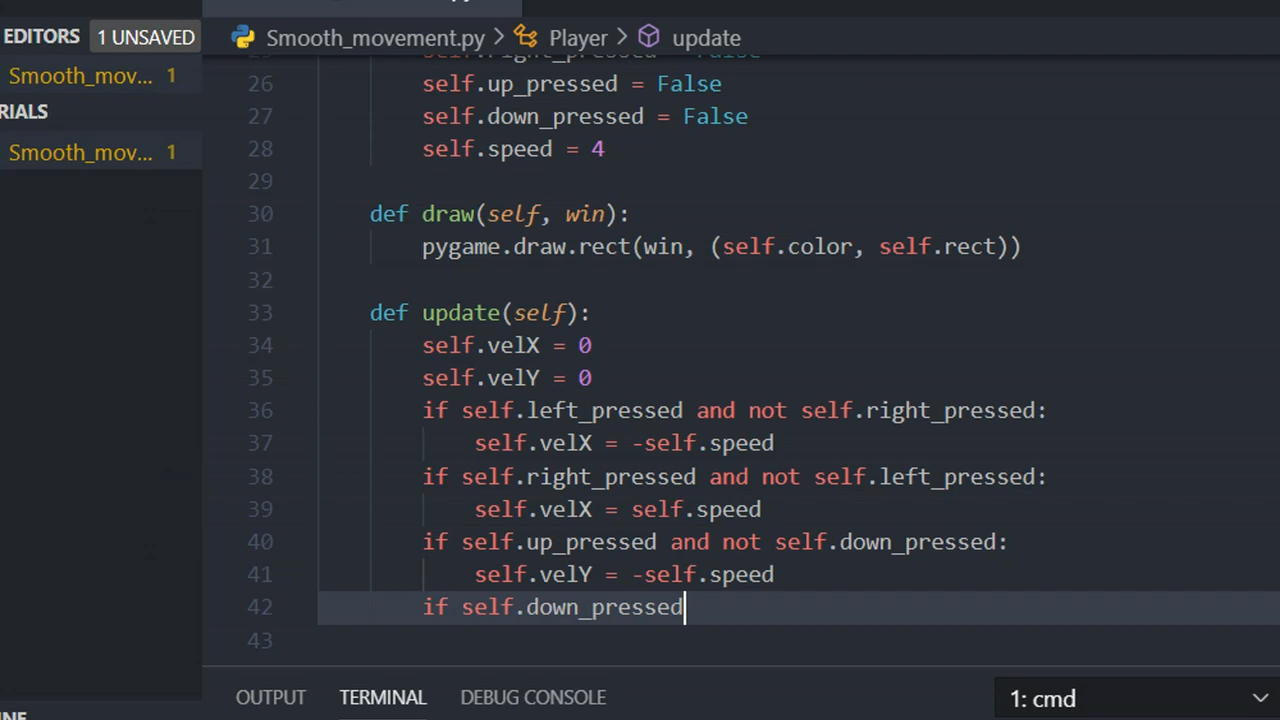 EDITORS
1 UNSAVED
Smooth_mov... 1
RIALS
Smooth_mov... 1
Smooth_movement.py > Player > update
26 self.up_pressed = False
27 self.down_pressed = False
28 self.speed = 4
29
30 def draw(self, win):
31 pygame.draw.rect(win, (self.color, self.rect))
32
33 def update(self):
34 self.velX = 0
35 self.velY = 0
36 if self.left_pressed and not self.right_pressed:
37 self.velX = -self.speed
38 if self.right_pressed and not self.left_pressed:
39 self.velX = self.speed
40 if self.up_pressed and not self.down_pressed:
41 self.velY = -self.speed
42 if self.down_pressed
43
OUTPUT TERMINAL DEBUG CONSOLE 1: cmd